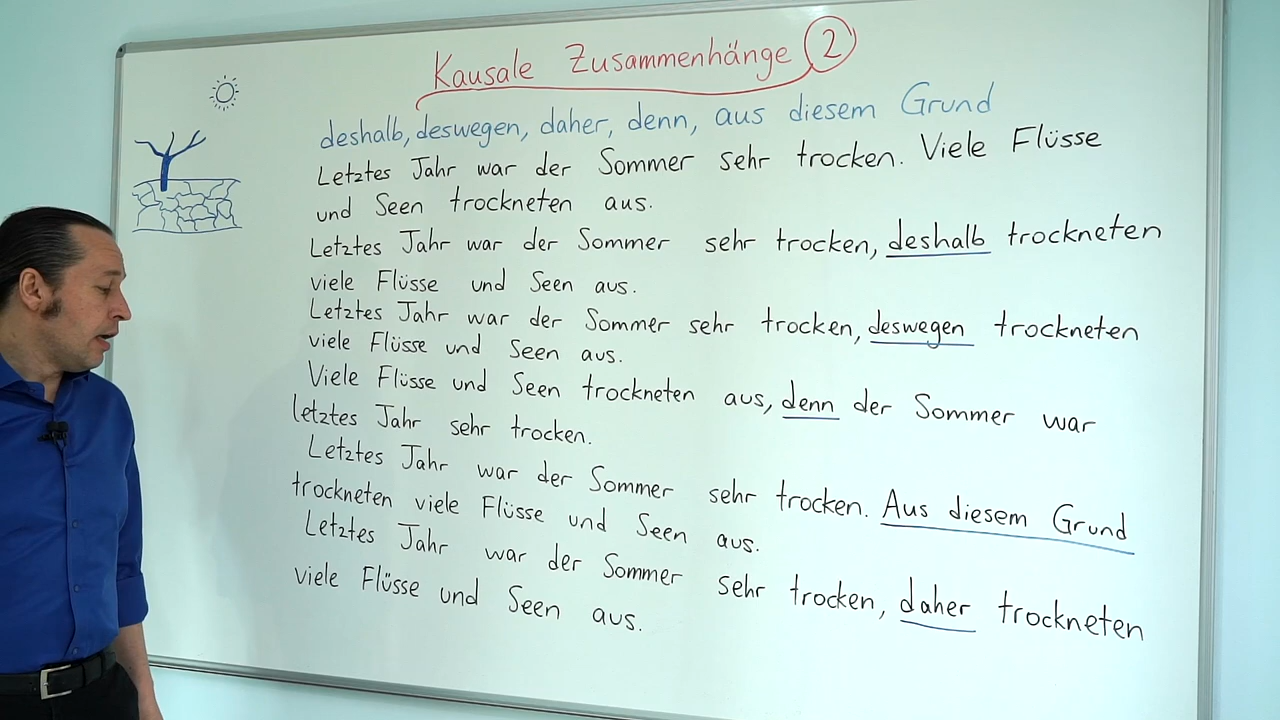 Kausale Zusammenhänge 2
deshalb, deswegen, daher, denn, aus diesem Grund
Letztes Jahr war der Sommer sehr trocken. Viele Flüsse
und Seen trockneten aus.
Letztes Jahr war der Sommer sehr trocken, deshalb trockneten
viele Flüsse und Seen aus.
Letztes Jahr war der Sommer sehr trocken, deswegen trockneten
viele Flüsse und Seen aus.
Viele Flüsse und Seen trockneten aus, denn der Sommer war
letztes Jahr sehr trocken.
Letztes Jahr war der Sommer sehr trocken. Aus diesem Grund
trockneten viele Flüsse und Seen aus.
Letztes Jahr war der Sommer sehr trocken, daher trockneten
viele Flüsse und Seen aus.